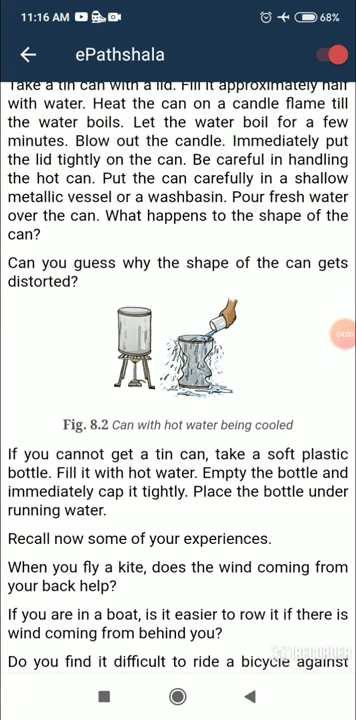 11:16 AM
68%
ePathshala
Take a tin can with a lid. Fill it approximately half
with water. Heat the can on a candle flame till
the water boils. Let the water boil for a few
minutes. Blow out the candle. Immediately put
the lid tightly on the can. Be careful in handling
the hot can. Put the can carefully in a shallow
metallic vessel or a washbasin. Pour fresh water
over the can. What happens to the shape of the
can?
Can you guess why the shape of the can gets
distorted?
Fig. 8.2 Can with hot water being cooled
If you cannot get a tin can, take a soft plastic
bottle. Fill it with hot water. Empty the bottle and
immediately cap it tightly. Place the bottle under
running water.
Recall now some of your experiences.
When you fly a kite, does the wind coming from
your back help?
If you are in a boat, is it easier to row it if there is
wind coming from behind you?
Do you find it difficult to ride a bicycle against